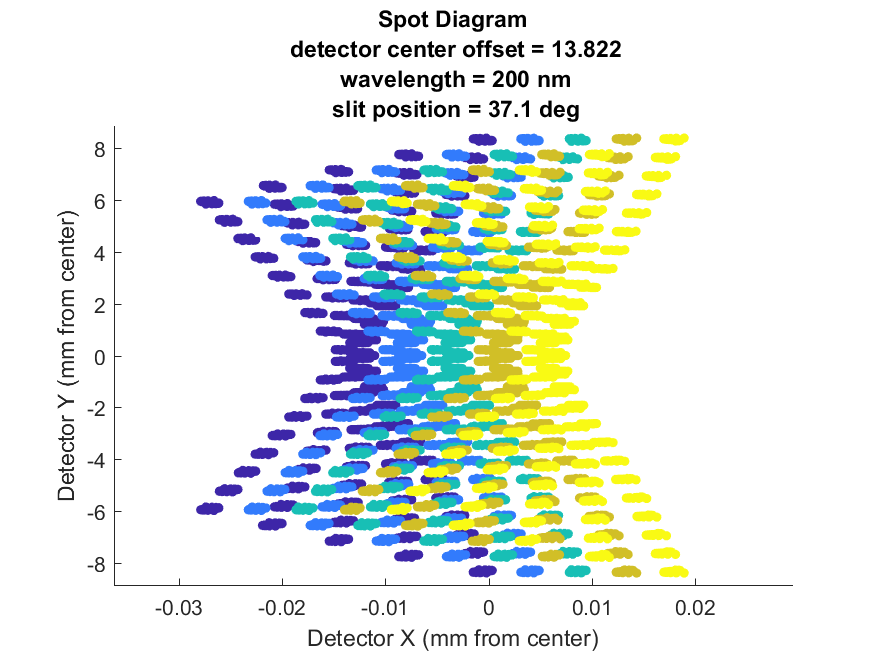 Spot Diagram
detector center offset = 13.822
wavelength = 200 nm
slit position = 37.1 deg
8
6
4
2
0
-2
-4
-6
-8
Detector Y (mm from center)
-0.03
-0.02
-0.01
0
0.01
0.02
Detector X (mm from center)